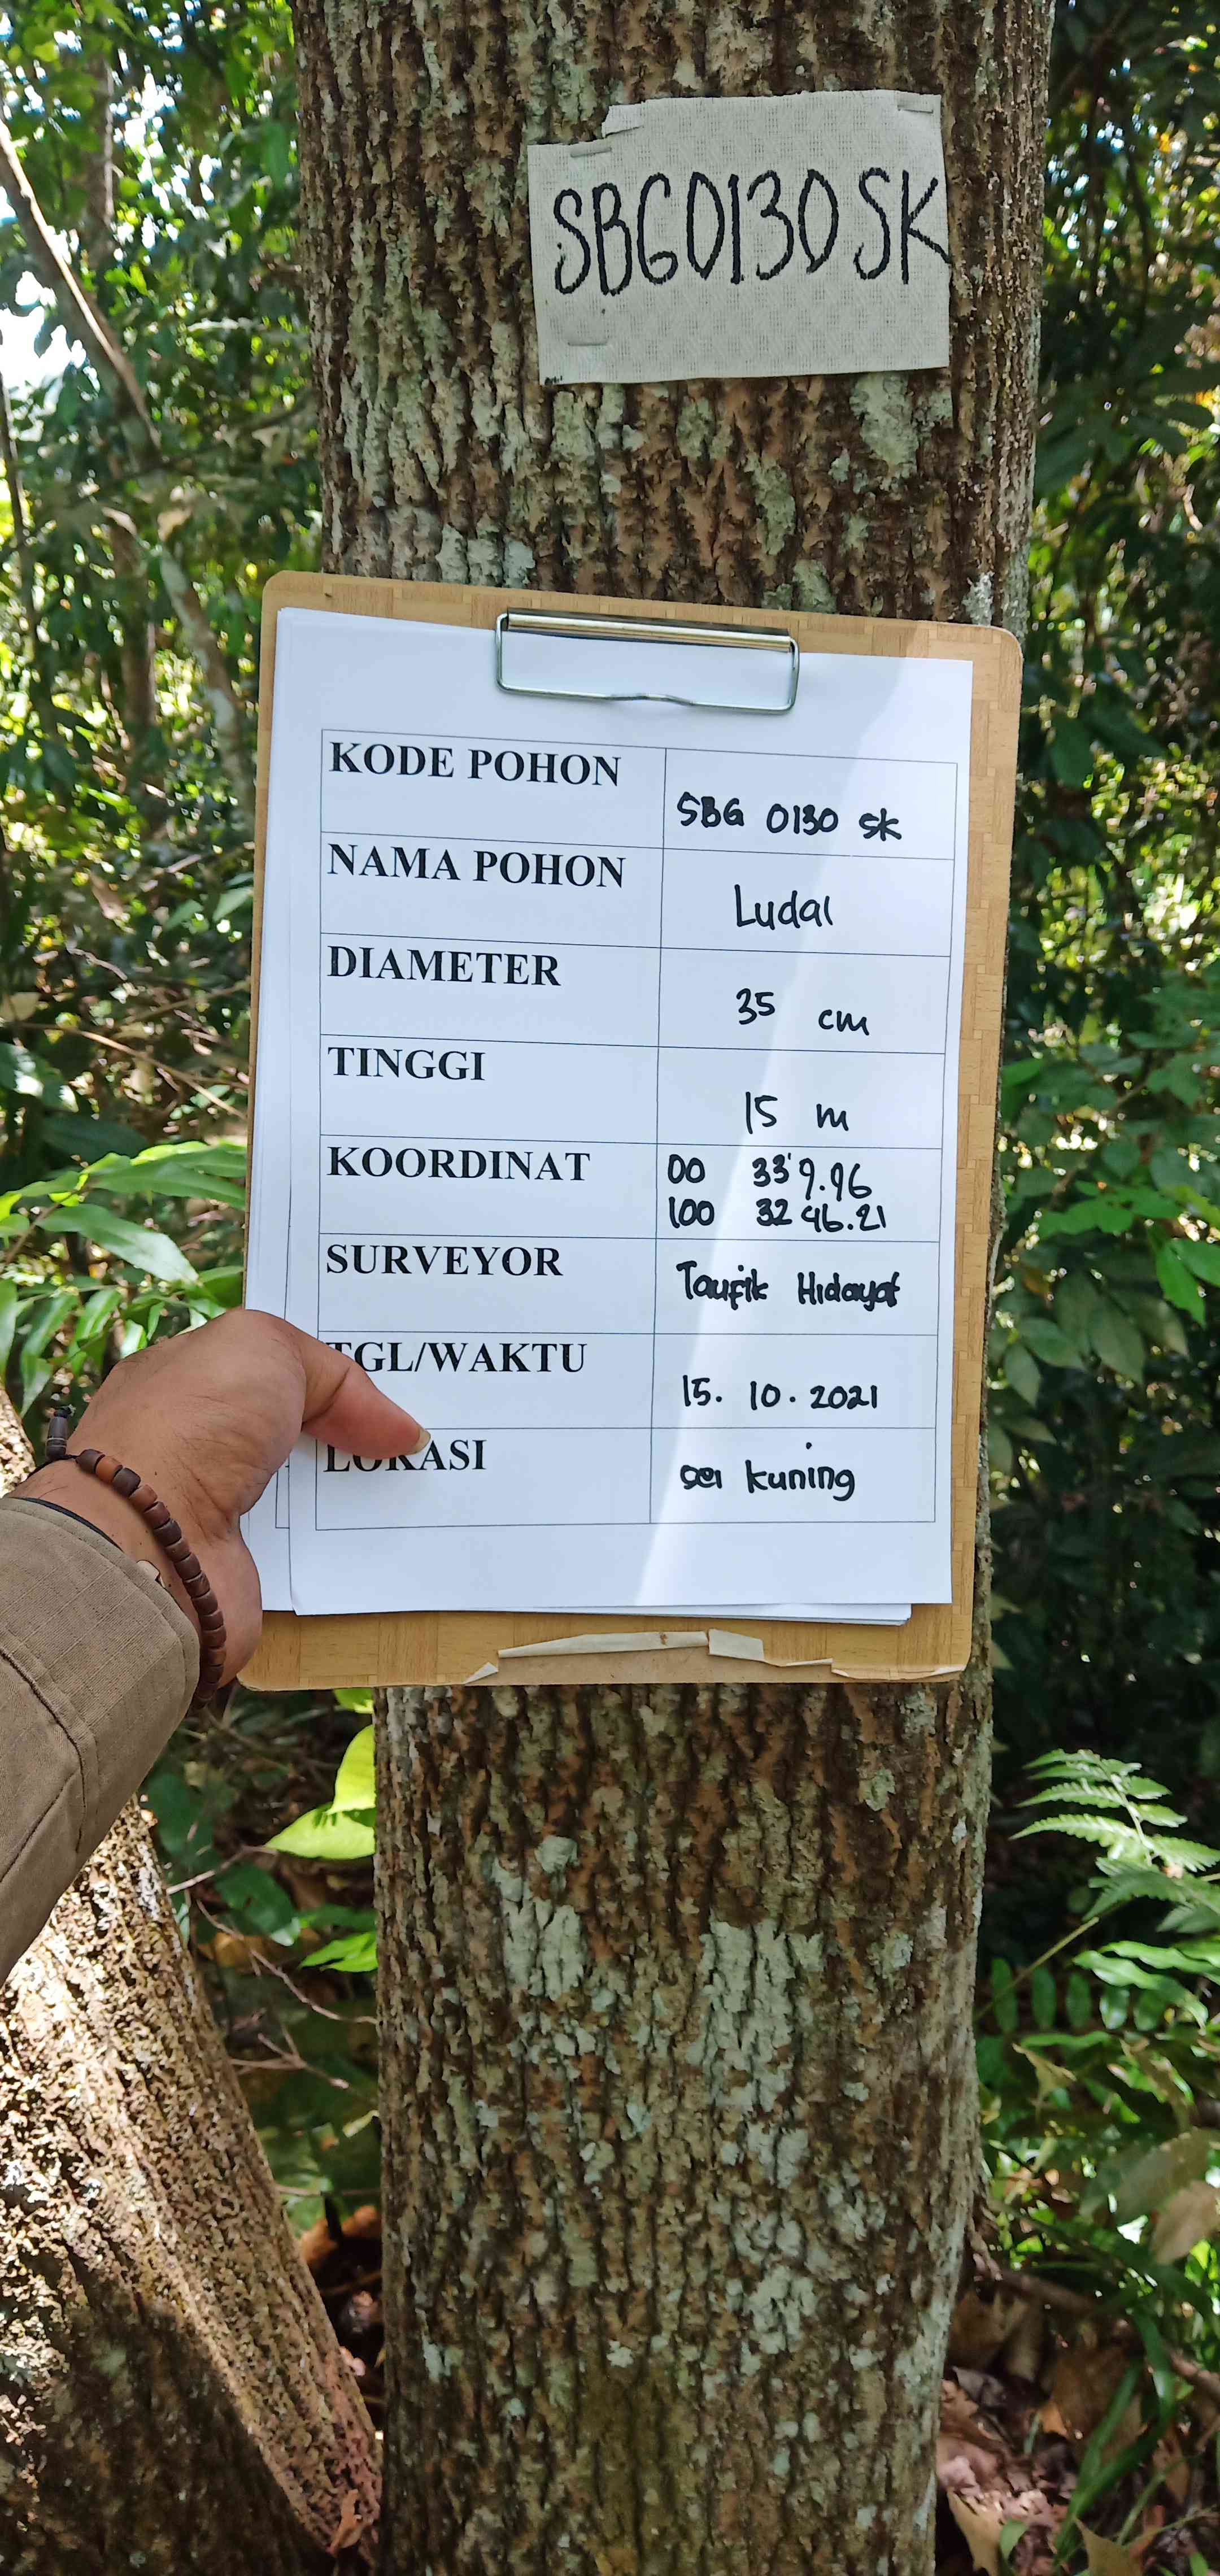 SBG0130SK
KODE POHON
SBG 0130 SK
NAMA POHON
Ludai
DIAMETER
35 cm
TINGGI
15 m
KOORDINAT
00 33'9.96
100 32 46.21
SURVEYOR
Taufik Hidayat
TGL/WAKTU
15. 10. 2021
LOKASI
sei kuning